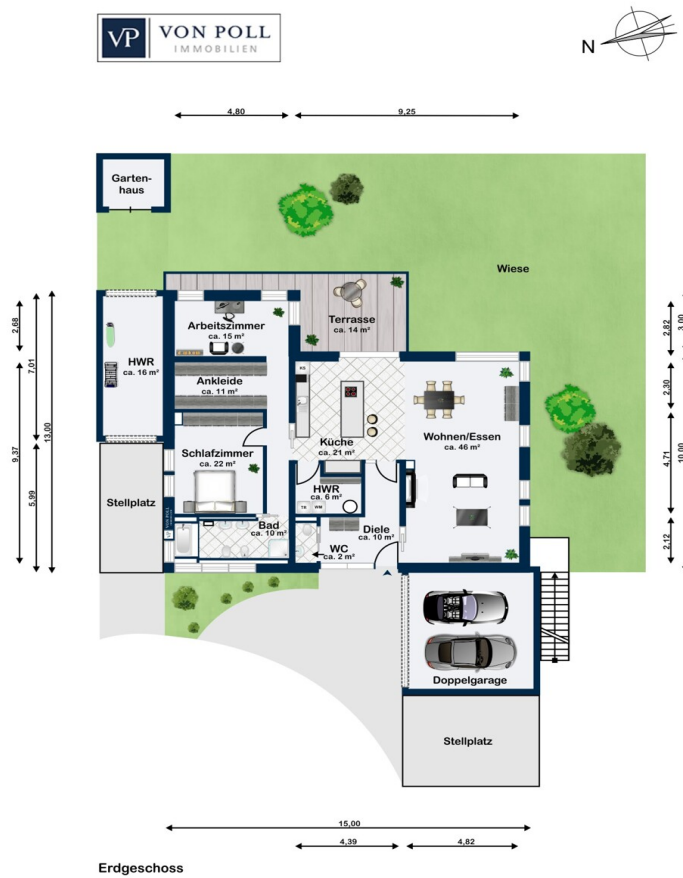 VP VON POLL
IMMOBILIEN
N
4,80
9,25
Garten-
haus
Wiese
Terrasse
ca. 14 m²
Arbeitszimmer
ca. 15 m²
HWR
ca. 16 m²
Ankleide
ca. 11 m²
KS
Küche
ca. 21 m²
Wohnen/Essen
ca. 46 m²
Schlafzimmer
ca. 22 m²
HWR
ca. 6 m²
TR WM
Stellplatz
VON POLL
Bad
ca. 10 m²
Diele
ca. 10 m²
WC
ca. 2 m²
Doppelgarage
Stellplatz
2,68
9,37
7,01
5,99
13,00
2,82
2,30
4,71
2,12
3,00
10,00
15,00
4,39
4,82
Erdgeschoss